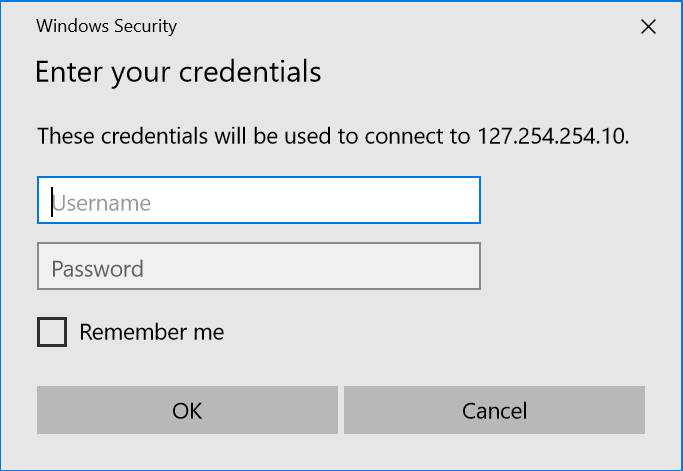 Windows Security
Enter your credentials
These credentials will be used to connect to 127.254.254.10.
Username
Password
Remember me
OK
Cancel